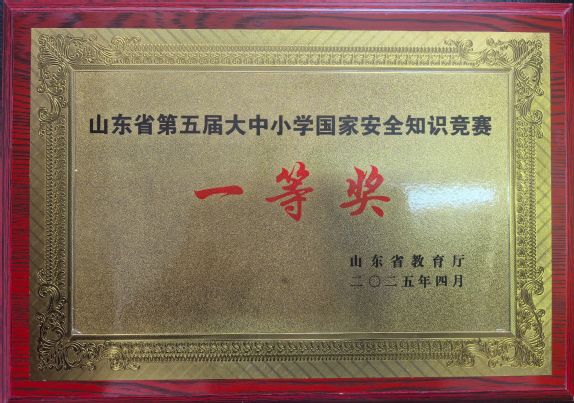 山东省第五届大中小学国家安全知识竞赛
一等奖
山东省教育厅
二〇二五年四月